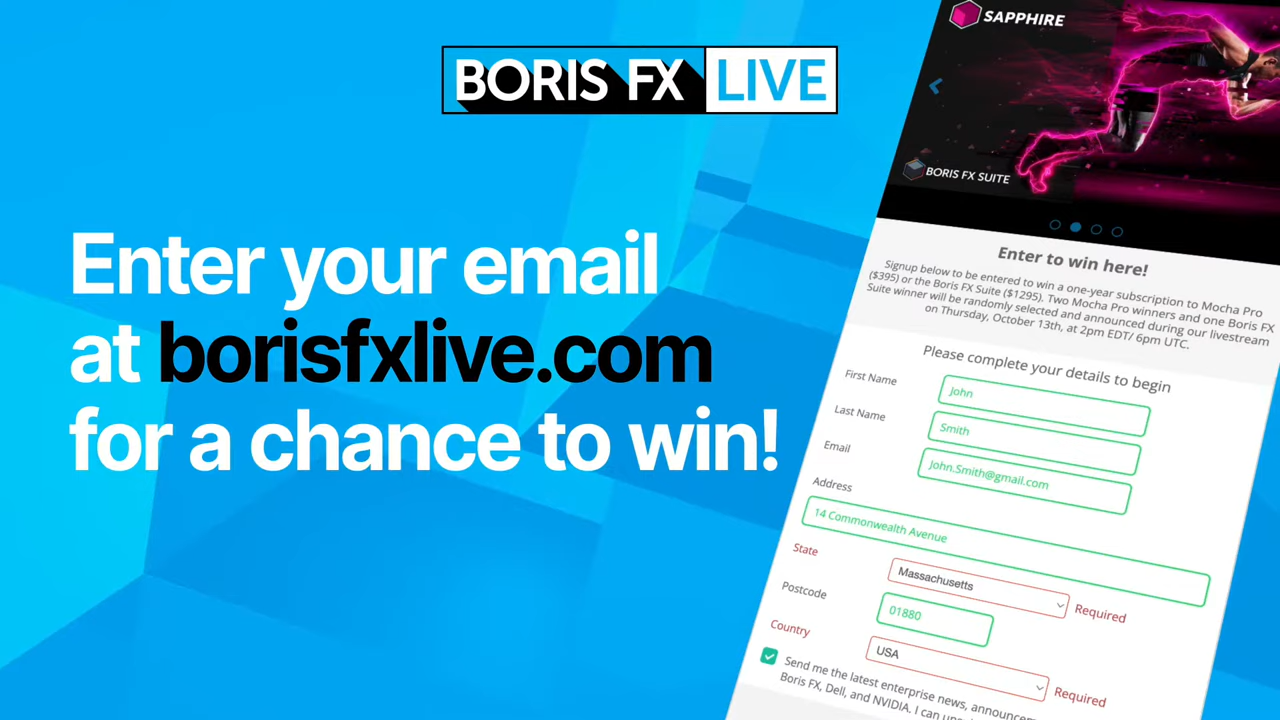 BORIS FX LIVE
Enter your email
at borisfxlive.com
for a chance to win!
SAPPHIRE
BORIS FX SUITE
Enter to win here!
Signup below to be entered to win a one-year subscription to Mocha Pro
($395) or the Boris FX Suite ($1295). Two Mocha Pro winners and one Boris FX
Suite winner will be randomly selected and announced during our livestream
on Thursday, October 13th, at 2pm EDT/ 6pm UTC.
Please complete your details to begin
First Name John
Last Name Smith
Email John.Smith@gmail.com
Address
14 Commonwealth Avenue
State Massachusetts Required
Postcode 01880
Country USA Required
Send me the latest enterprise news,
Boris FX, Dell, and NVIDIA. I can